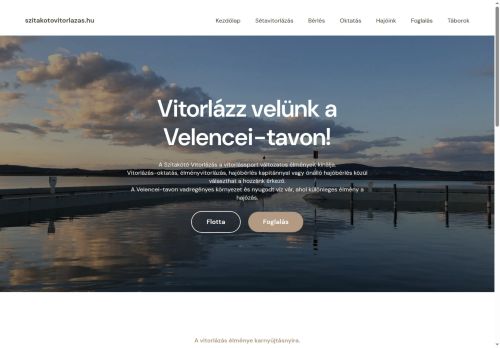 szitakotovitorlazas.hu
Kezdőlap Sétavitorlázás Bérlés Oktatás Hajóink Foglalás Táborok
Vitorlázz velünk a
Velencei-tavon!
A Szitakötő Vitorlázás a vitorlássport változatos élményeit kínálja.
Vitorlázás-oktatás, élményvitorlázás, hajóbérlés kapitánnyal vagy önálló hajóbérlés közül
választhat a hozzánk érkező.
A Velencei-tavon vadregényes környezet és nyugodt víz vár, ahol különleges élmény a
hajózás.
Flotta Foglalás
A vitorlázás élménye karnyújtásnyira.